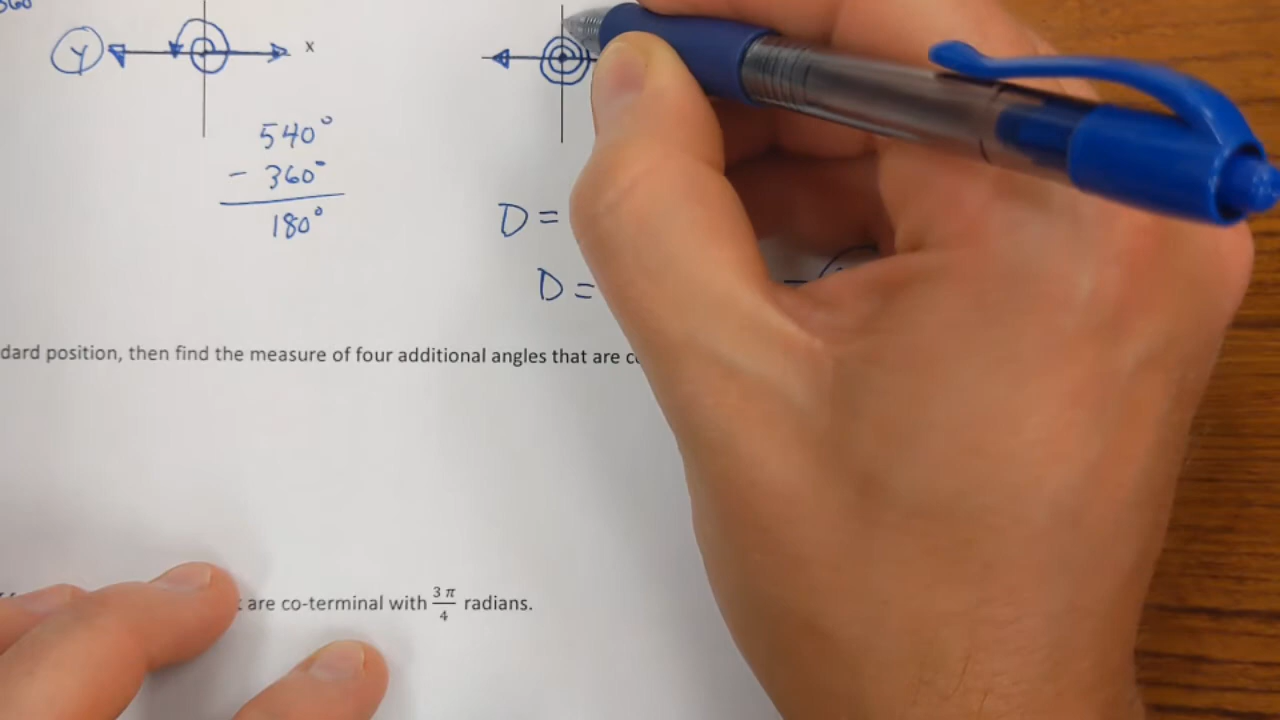 360
Y
x
540°
- 360°
180°
D =
D =
dard position, then find the measure of four additional angles that are c
are co-terminal with 3π/4 radians.